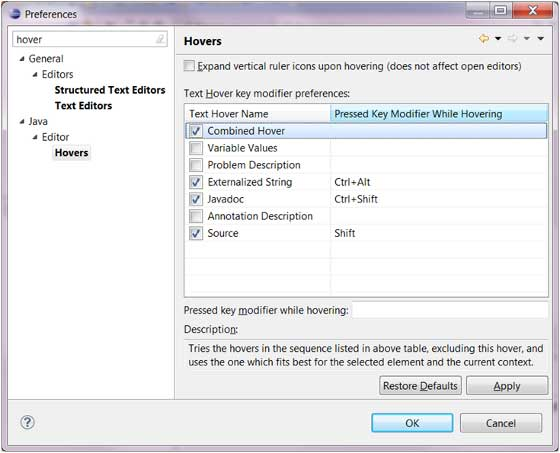 Preferences
hover
General
Editors
Structured Text Editors
Text Editors
Java
Editor
Hovers
Hovers
Expand vertical ruler icons upon hovering (does not affect open editors)
Text Hover key modifier preferences:
Text Hover Name Pressed Key Modifier While Hovering
Combined Hover
Variable Values
Problem Description
Externalized String Ctrl+Alt
Javadoc Ctrl+Shift
Annotation Description
Source Shift
Pressed key modifier while hovering:
Description:
Tries the hovers in the sequence listed in above table, excluding this hover, and
uses the one which fits best for the selected element and the current context.
Restore Defaults Apply
? OK Cancel